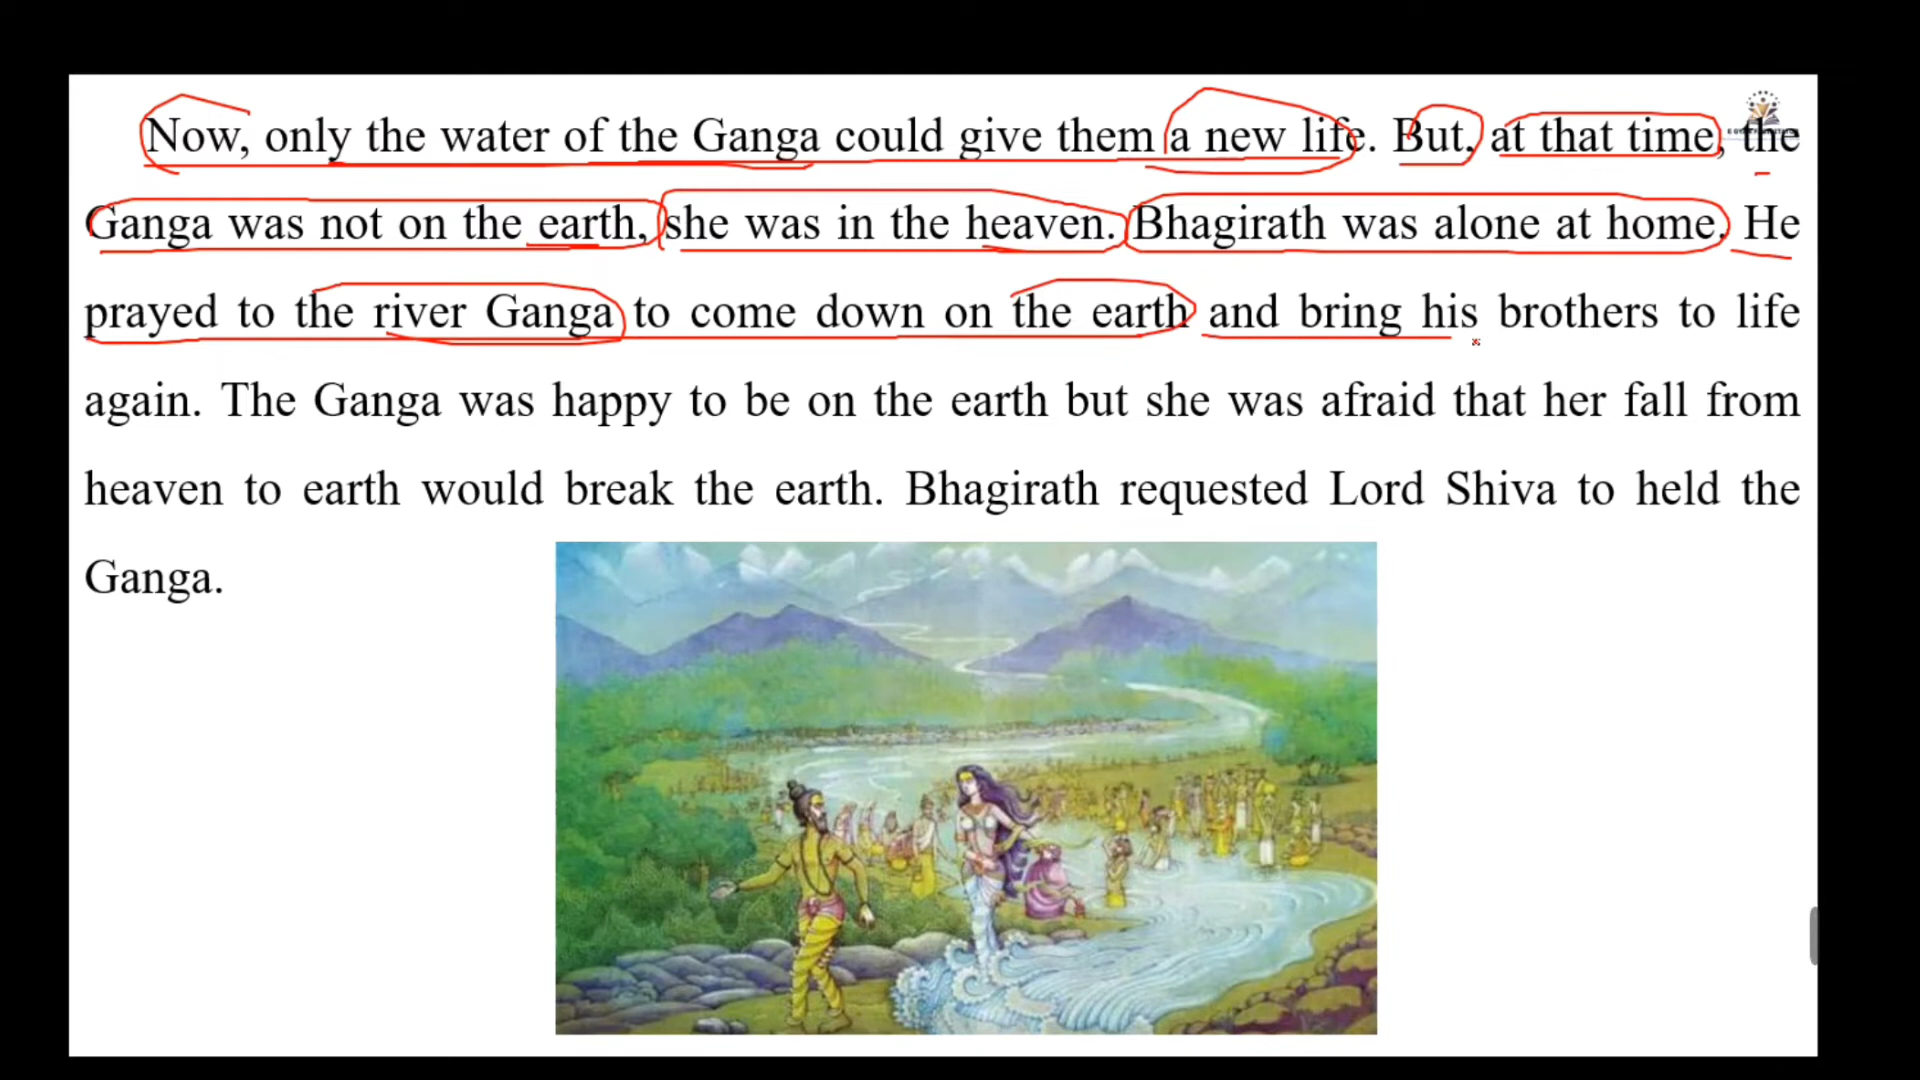 Now, only the water of the Ganga could give them a new life. But, at that time, the
Ganga was not on the earth, she was in the heaven. Bhagirath was alone at home. He
prayed to the river Ganga to come down on the earth and bring his brothers to life
again. The Ganga was happy to be on the earth but she was afraid that her fall from
heaven to earth would break the earth. Bhagirath requested Lord Shiva to held the
Ganga.